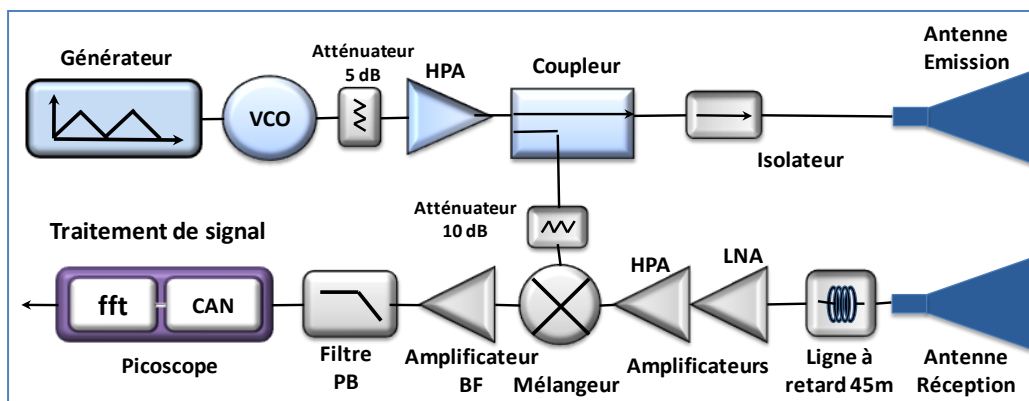 Générateur
VCO
Atténuateur
5 dB
HPA
Coupleur
Isolateur
Antenne
Emission
Atténuateur
10 dB
Traitement de signal
fft
CAN
Picoscope
Filtre
PB
Amplificateur
BF
Mélangeur
HPA
LNA
Amplificateurs
Ligne à
retard 45m
Antenne
Réception